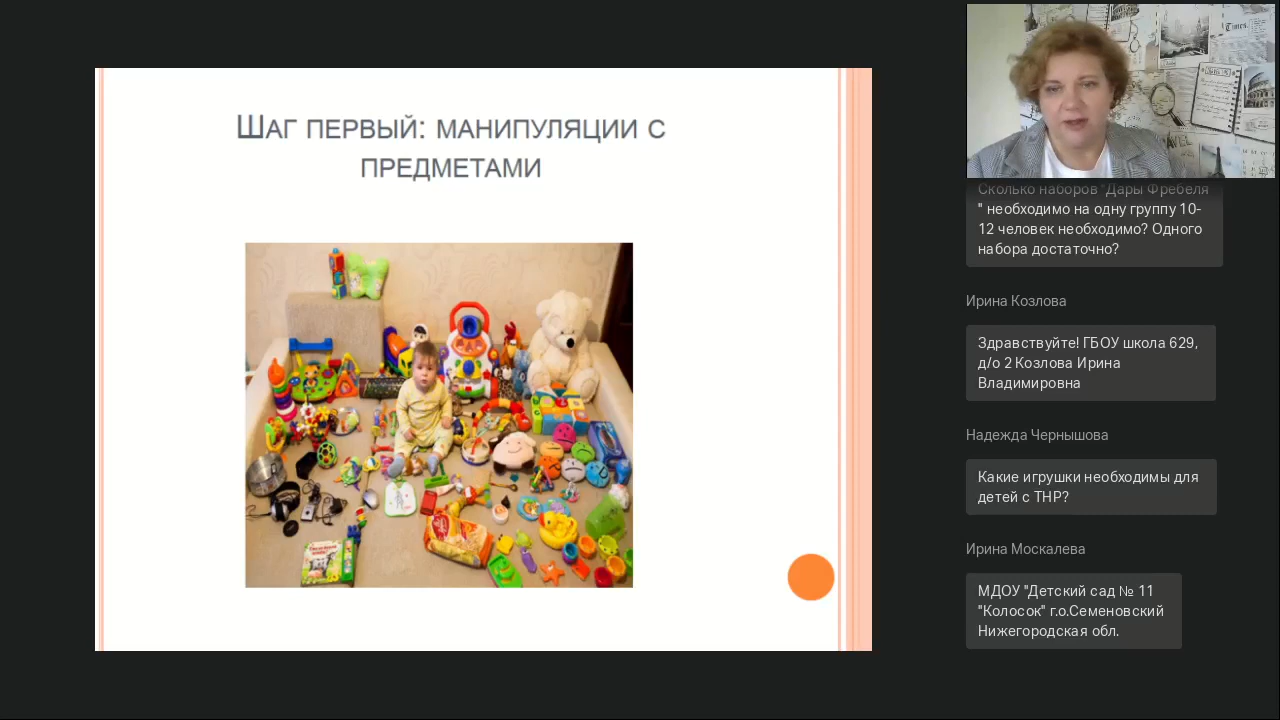 Шаг первый: манипуляции с
предметами
Times
Сколько наборов "Дары Фребеля
" необходимо на одну группу 10-
12 человек необходимо? Одного
набора достаточно?
Ирина Козлова
Здравствуйте! ГБОУ школа 629,
д/о 2 Козлова Ирина
Владимировна
Надежда Чернышова
Какие игрушки необходимы для
детей с ТНР?
Ирина Москалева
МДОУ "Детский сад № 11
"Колосок" г.о.Семеновский
Нижегородская обл.